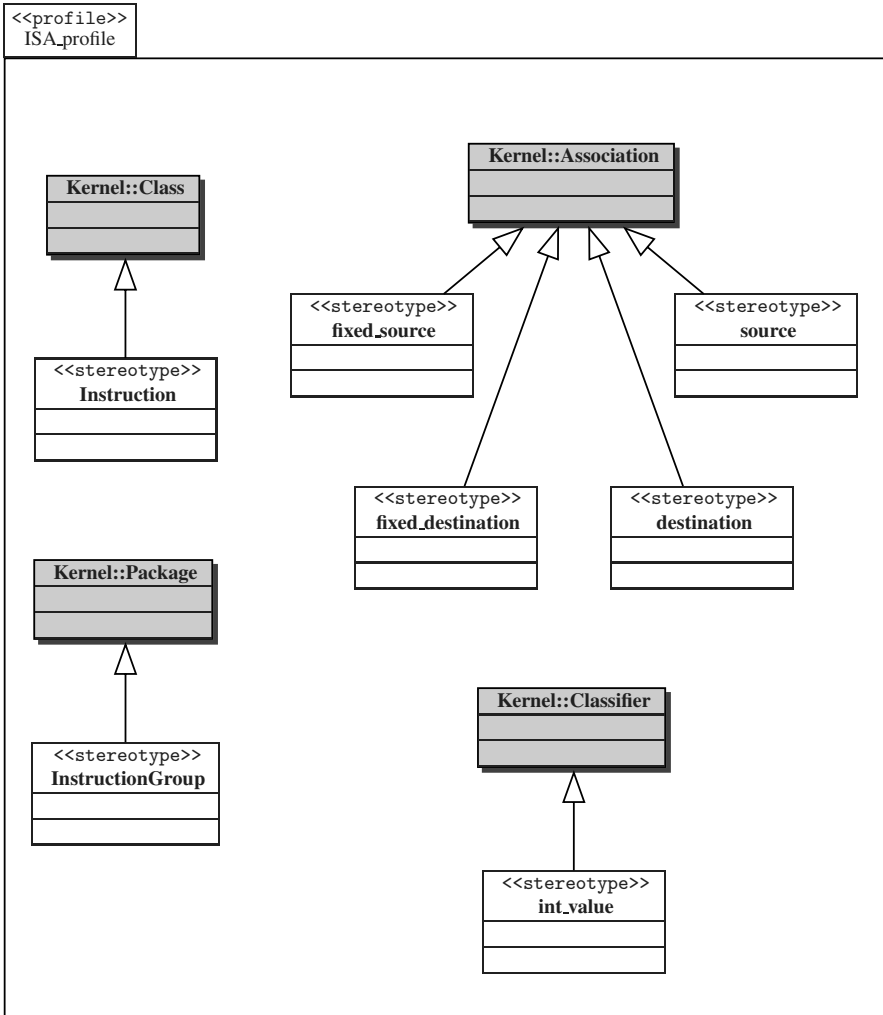 <<profile>>
ISA_profile
Kernel::Association
Kernel::Class
<<stereotype>>
fixed_source
<<stereotype>>
source
<<stereotype>>
Instruction
<<stereotype>>
fixed_destination
<<stereotype>>
destination
Kernel::Package
Kernel::Classifier
<<stereotype>>
InstructionGroup
<<stereotype>>
int_value